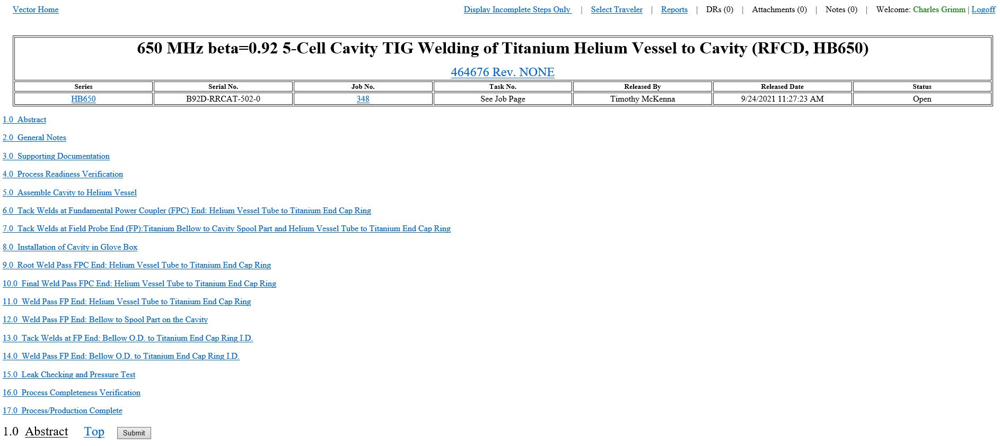 Vector Home Display Incomplete Steps Only | Select Traveler | Reports | DRs (0) | Attachments (0) | Notes (0) | Welcome: Charles Grimm | Logoff
650 MHz beta=0.92 5-Cell Cavity TIG Welding of Titanium Helium Vessel to Cavity (RFCD, HB650)
464676 Rev. NONE
Series Serial No. Job No. Task No. Released By Released Date Status
HB650 B92D-RRCAT-502-0 348 See Job Page Timothy McKenna 9/24/2021 11:27:23 AM Open
1.0 Abstract
2.0 General Notes
3.0 Supporting Documentation
4.0 Process Readiness Verification
5.0 Assemble Cavity to Helium Vessel
6.0 Tack Welds at Fundamental Power Coupler (FPC) End: Helium Vessel Tube to Titanium End Cap Ring
7.0 Tack Welds at Field Probe End (FP):Titanium Bellow to Cavity Spool Part and Helium Vessel Tube to Titanium End Cap Ring
8.0 Installation of Cavity in Glove Box
9.0 Root Weld Pass FPC End: Helium Vessel Tube to Titanium End Cap Ring
10.0 Final Weld Pass FPC End: Helium Vessel Tube to Titanium End Cap Ring
11.0 Weld Pass FP End: Helium Vessel Tube to Titanium End Cap Ring
12.0 Weld Pass FP End: Bellow to Spool Part on the Cavity
13.0 Tack Welds at FP End: Bellow O.D. to Titanium End Cap Ring I.D.
14.0 Weld Pass FP End: Bellow O.D. to Titanium End Cap Ring I.D.
15.0 Leak Checking and Pressure Test
16.0 Process Completeness Verification
17.0 Process/Production Complete
1.0 Abstract Top Submit